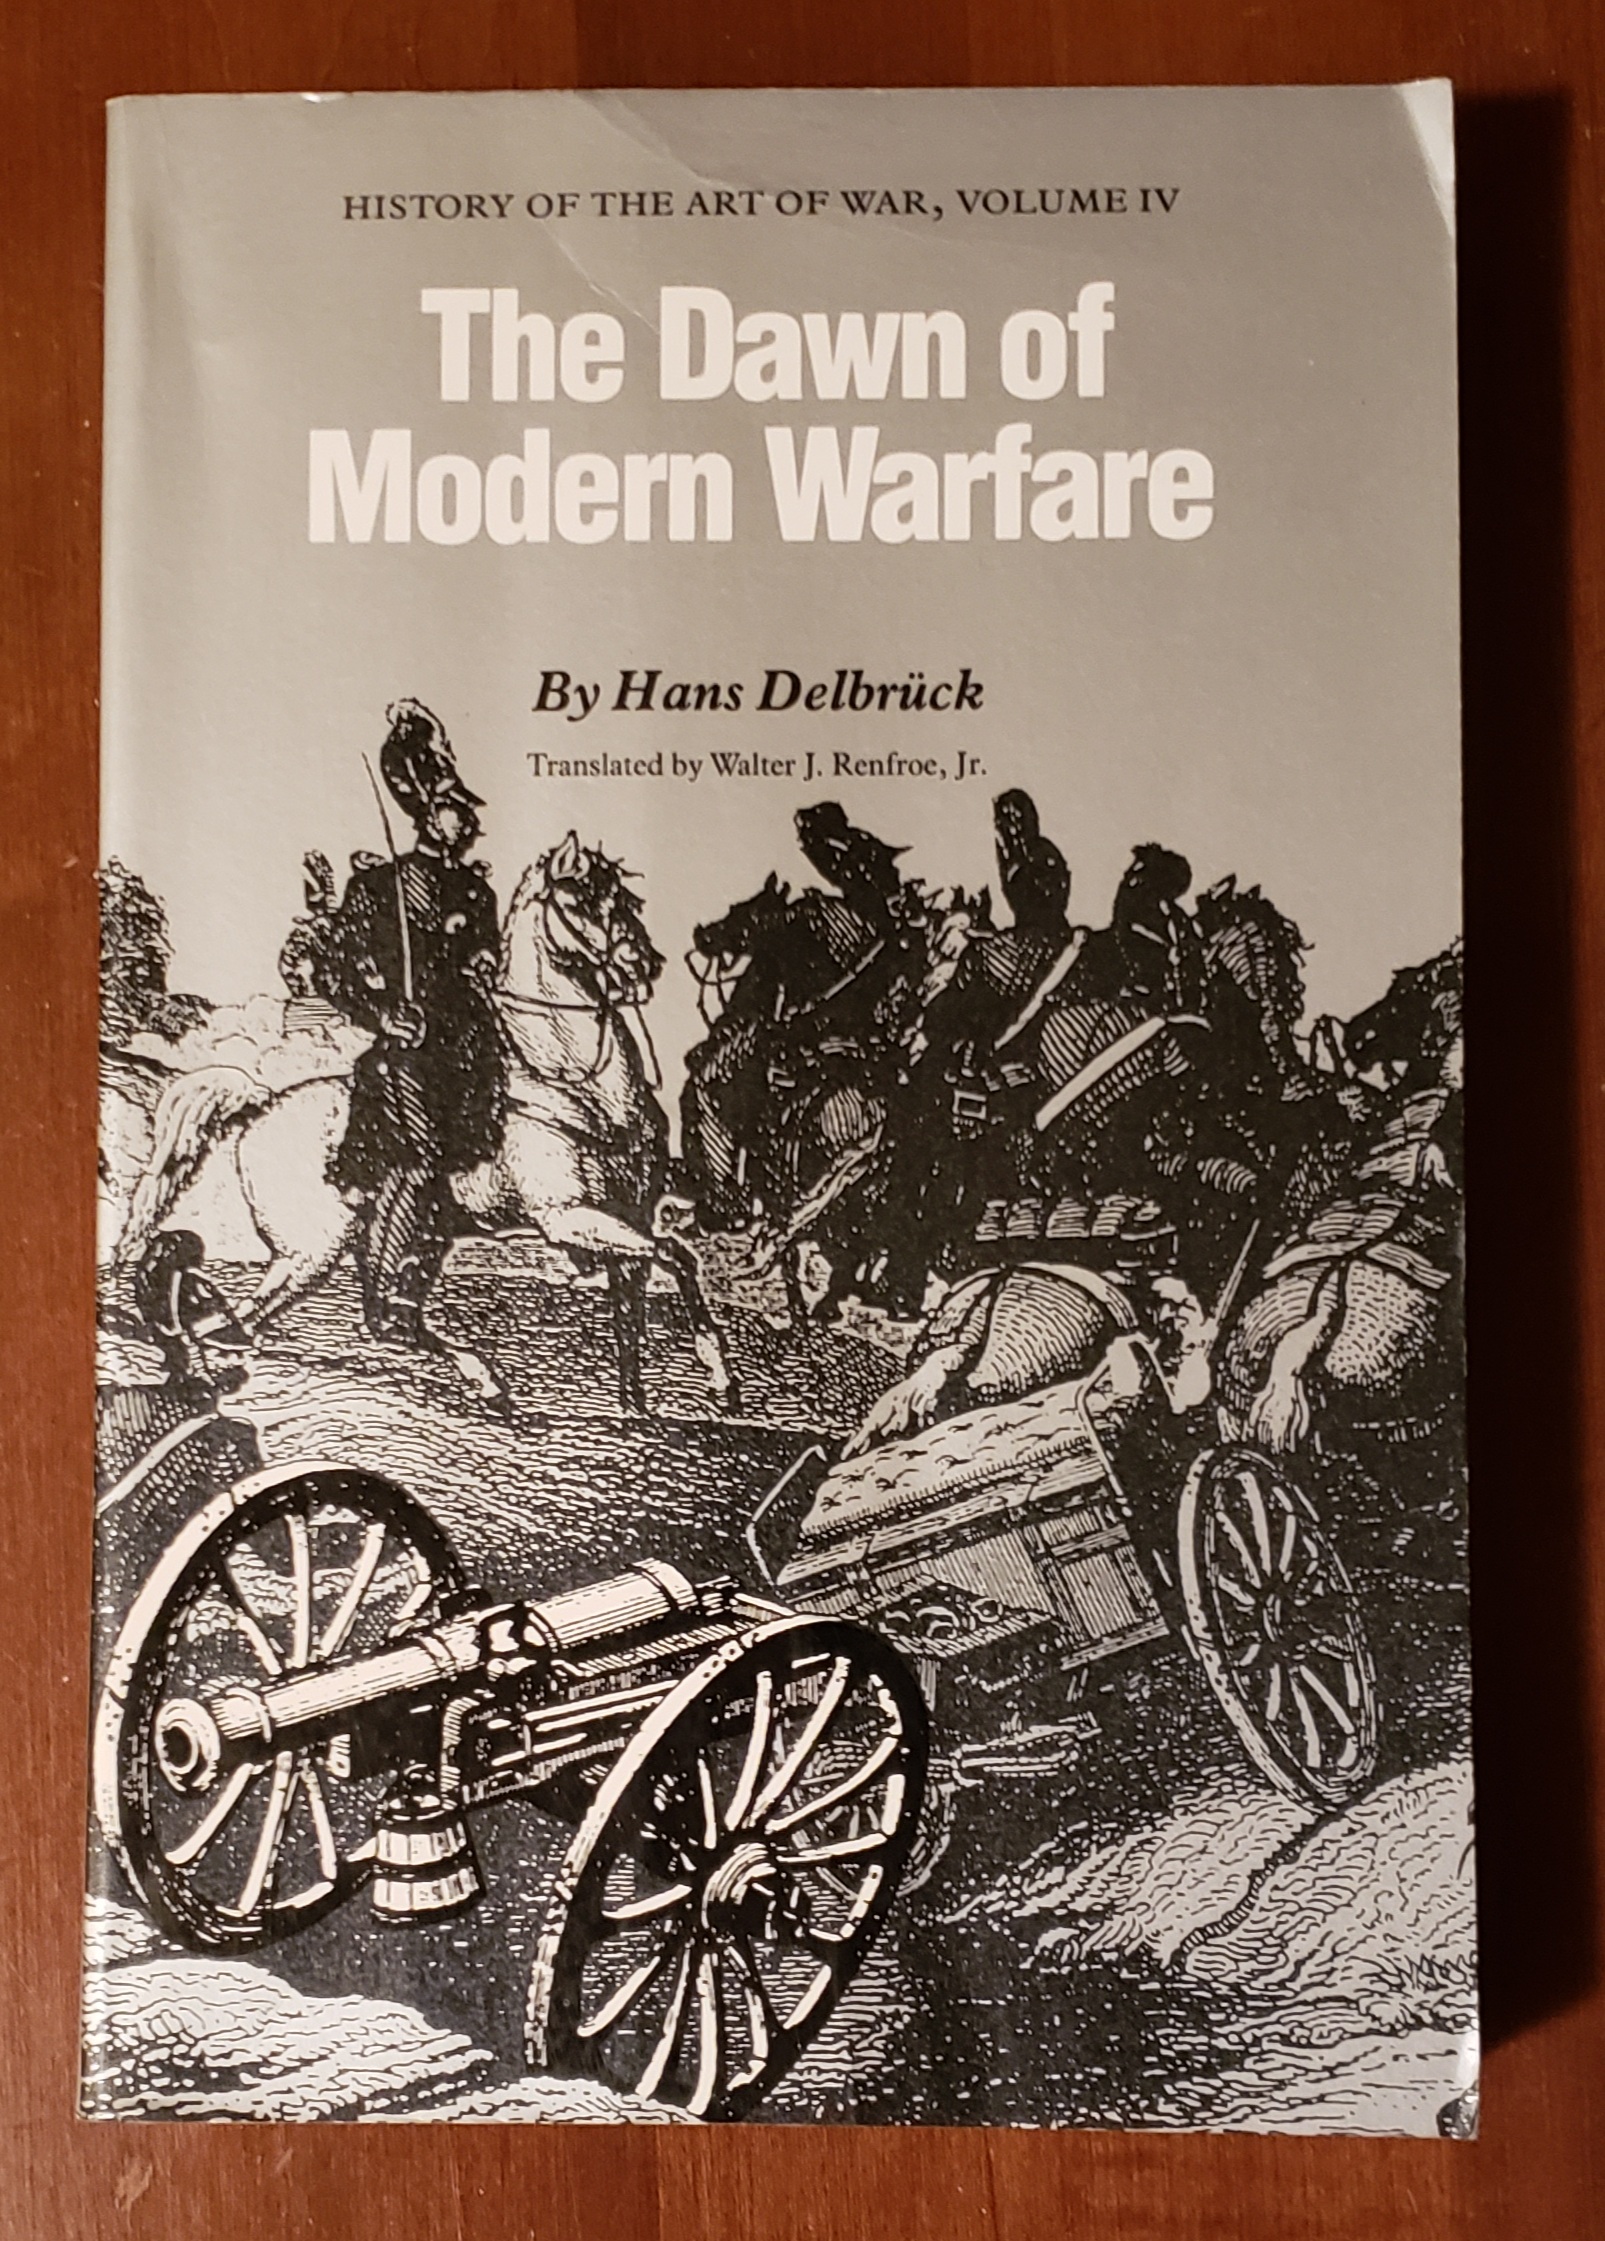 HISTORY OF THE ART OF WAR, VOLUME IV
The Dawn of
Modern Warfare
By Hans Delbrück
Translated by Walter J. Renfroe, Jr.